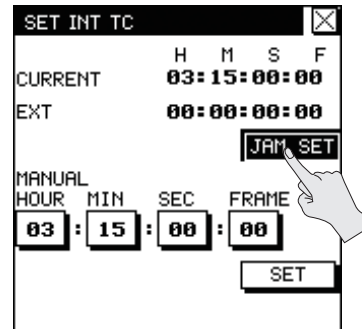 SET INT TC
H M S F
CURRENT 03:15:00:00
EXT 00:00:00:00
JAM SET
MANUAL
HOUR MIN SEC FRAME
03 : 15 : 00 : 00
SET